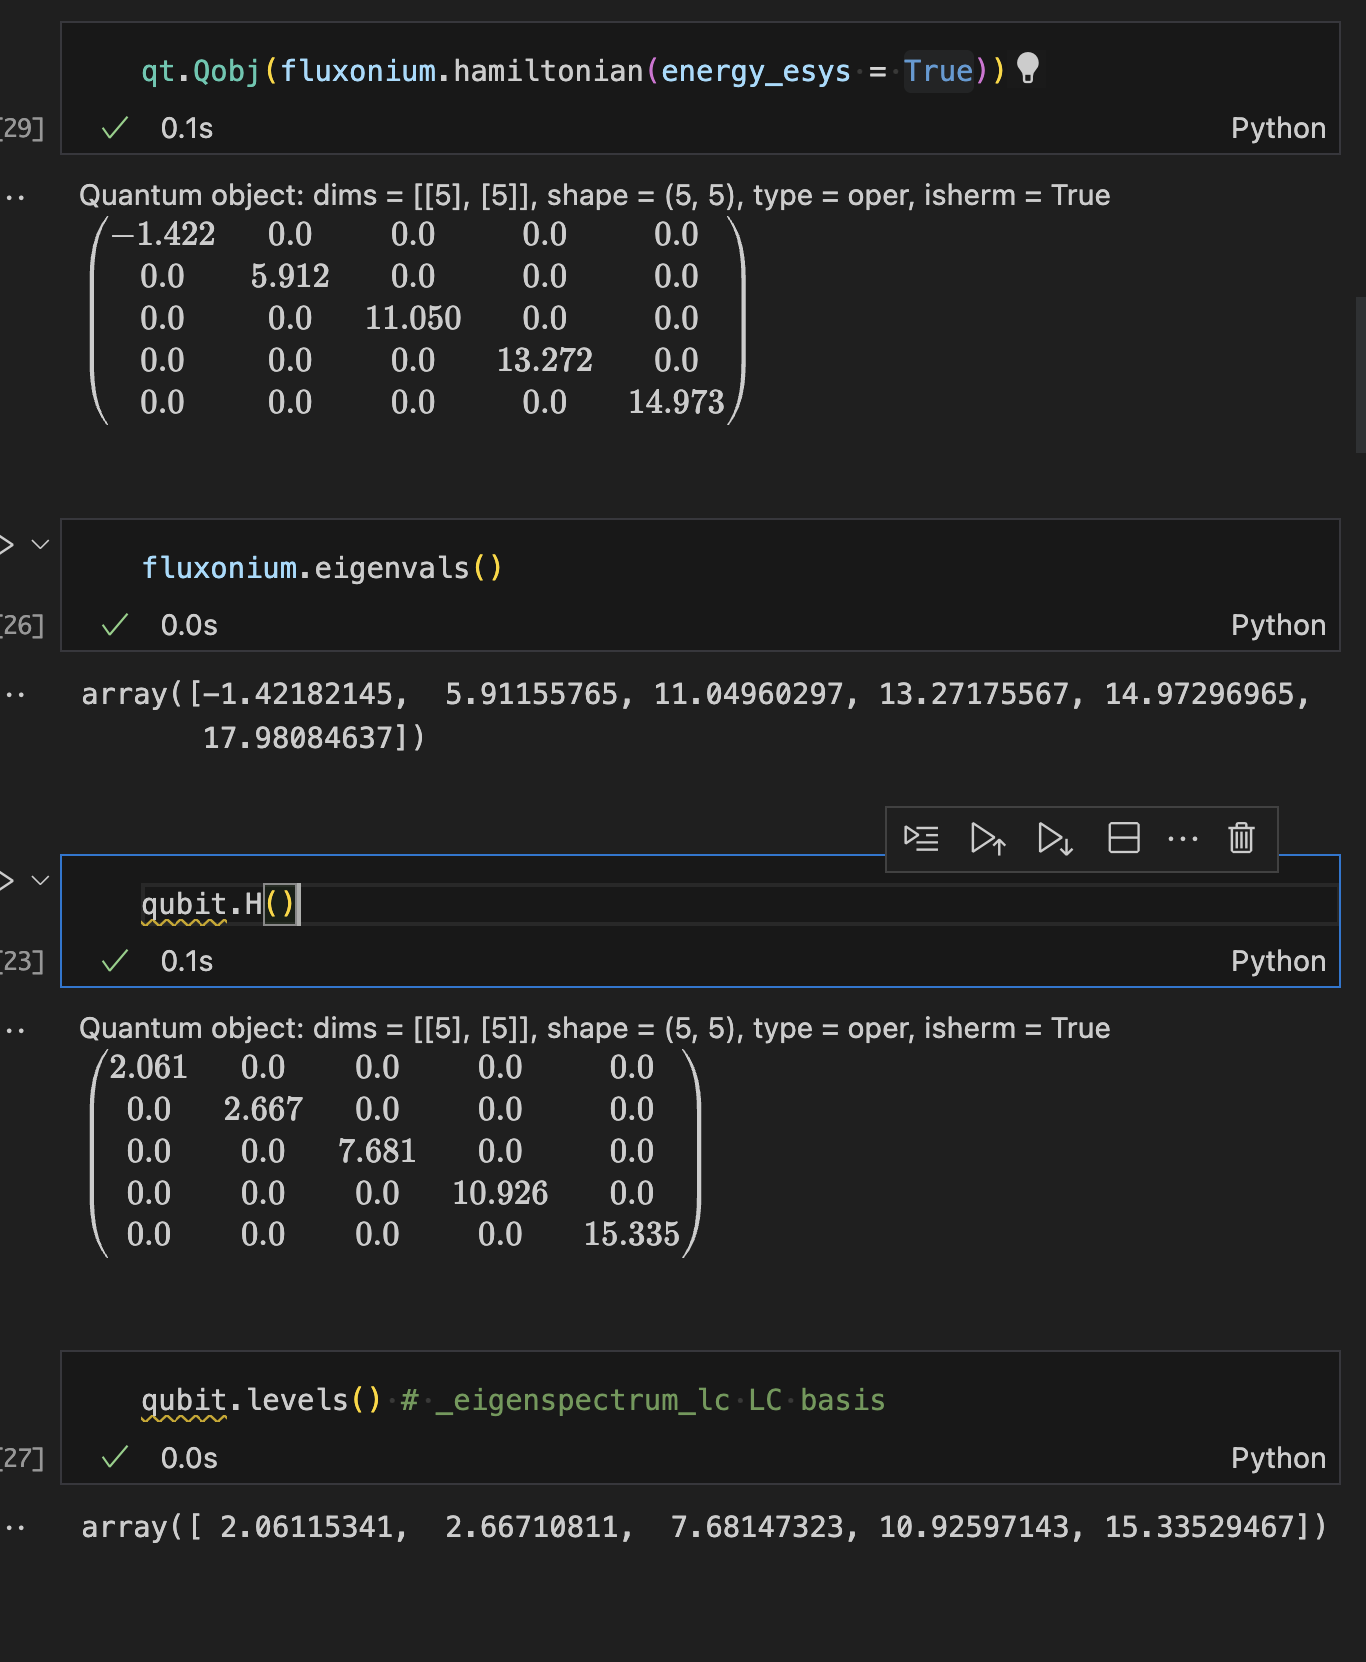 qt.Qobj(fluxonium.hamiltonian(energy_esys = True))
[29] 0.1s Python
Quantum object: dims = [[5], [5]], shape = (5, 5), type = oper, isherm = True
−1.422 0.0 0.0 0.0 0.0
0.0 5.912 0.0 0.0 0.0
0.0 0.0 11.050 0.0 0.0
0.0 0.0 0.0 13.272 0.0
0.0 0.0 0.0 0.0 14.973
fluxonium.eigenvals()
[26] 0.0s Python
array([-1.42182145,  5.91155765, 11.04960297, 13.27175567, 14.97296965,
17.98084637])
qubit.H()
[23] 0.1s Python
Quantum object: dims = [[5], [5]], shape = (5, 5), type = oper, isherm = True
2.061 0.0 0.0 0.0 0.0
0.0 2.667 0.0 0.0 0.0
0.0 0.0 7.681 0.0 0.0
0.0 0.0 0.0 10.926 0.0
0.0 0.0 0.0 0.0 15.335
qubit.levels() # _eigenspectrum_lc LC basis
[27] 0.0s Python
array([ 2.06115341,  2.66710811,  7.68147323, 10.92597143, 15.33529467])